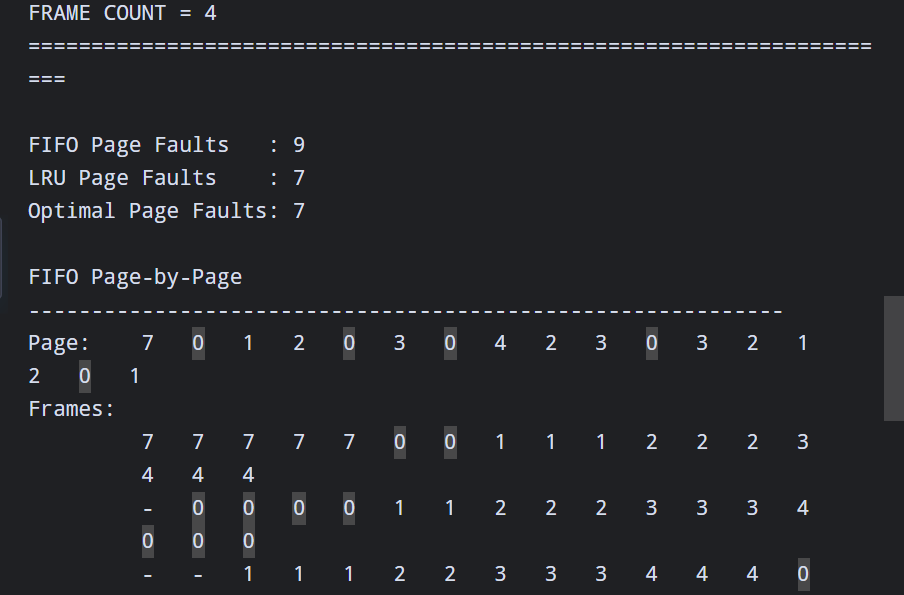 FRAME COUNT = 4
===================================================================
===
FIFO Page Faults   : 9
LRU Page Faults    : 7
Optimal Page Faults: 7
FIFO Page-by-Page
------------------------------------------------------------
Page:    7   0   1   2   0   3   0   4   2   3   0   3   2   1
2   0   1
Frames:
         7   7   7   7   7   0   0   1   1   1   2   2   2   3
         4   4   4
         -   0   0   0   0   1   1   2   2   2   3   3   3   4
         0   0   0
         -   -   1   1   1   2   2   3   3   3   4   4   4   0